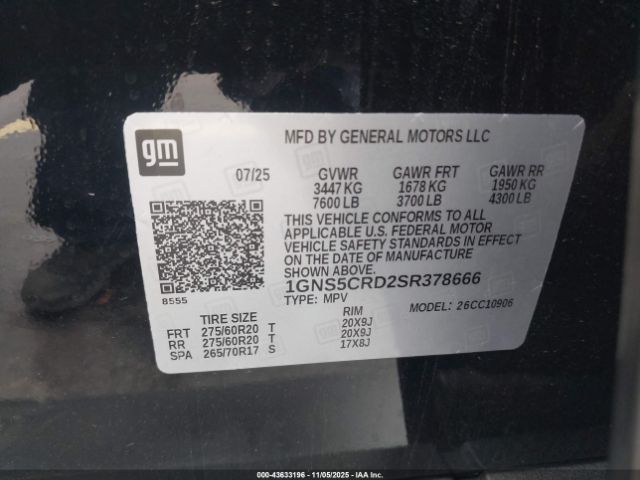 gm
MFD BY GENERAL MOTORS LLC
07/25 GVWR GAWR FRT GAWR RR
3447 KG 1678 KG 1950 KG
7600 LB 3700 LB 4300 LB
THIS VEHICLE CONFORMS TO ALL
APPLICABLE U.S. FEDERAL MOTOR
VEHICLE SAFETY STANDARDS IN EFFECT
ON THE DATE OF MANUFACTURE
SHOWN ABOVE.
1GNS5CRD2SR378666
8555 TYPE: MPV MODEL: 26CC10906
TIRE SIZE RIM
FRT 275/60R20 T 20X9J
RR 275/60R20 T 20X9J
SPA 265/70R17 S 17X8J
000-43633196 - 11/05/2025 - IAA Inc.